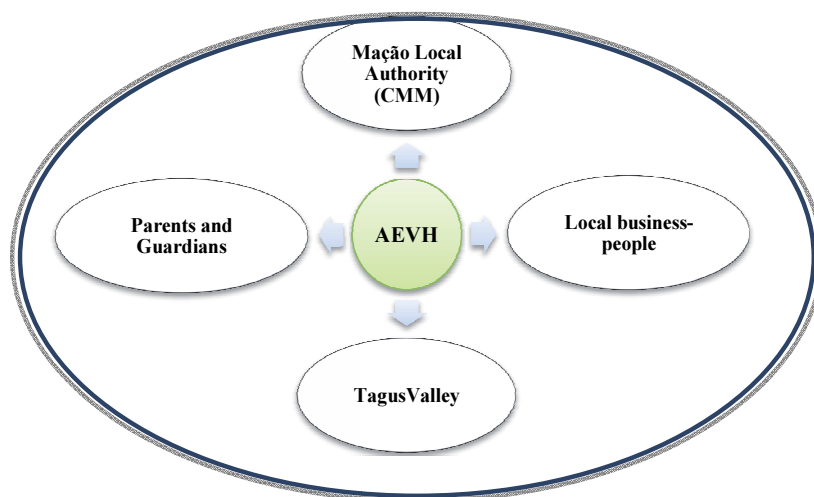 Mação Local
Authority
(CMM)
Parents and
Guardians
AEVH
Local business-
people
TagusValley